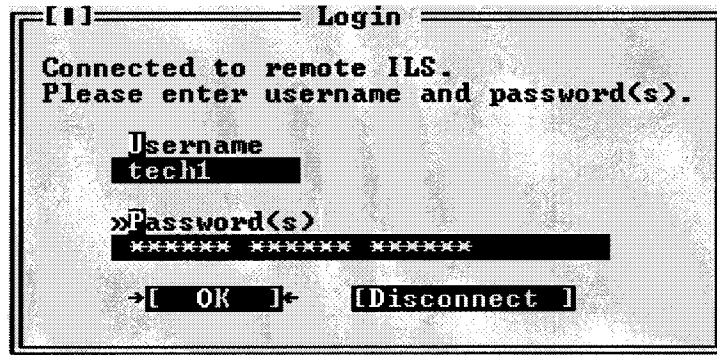 [▮] Login
Connected to remote ILS.
Please enter username and password(s).
Username
tech1
»Password(s)
****** ****** ******
→[ OK ]← [Disconnect ]